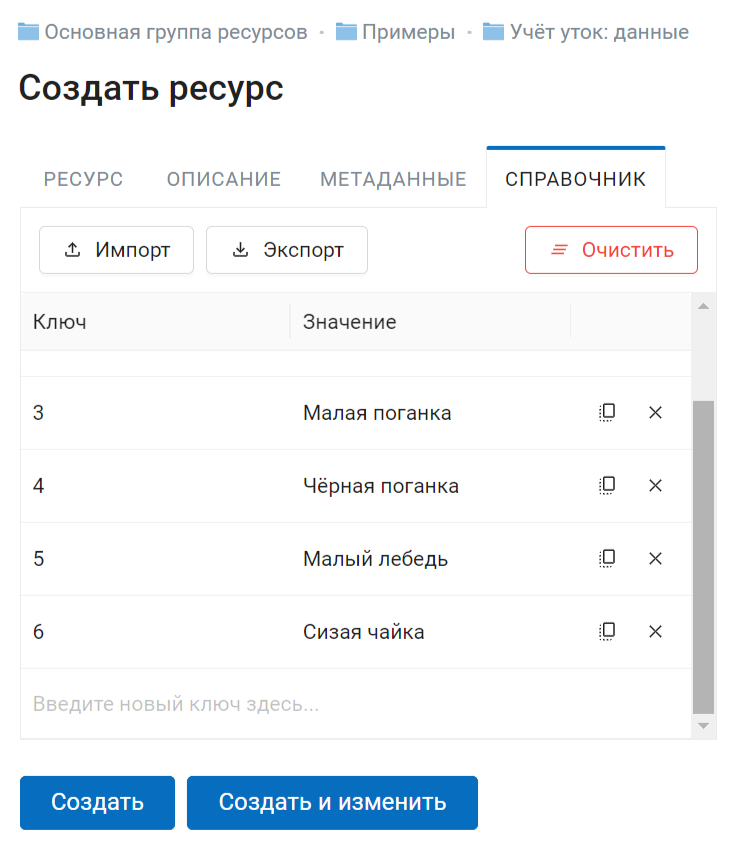 Основная группа ресурсов · Примеры · Учёт уток: данные
Создать ресурс
РЕСУРС ОПИСАНИЕ МЕТАДАННЫЕ СПРАВОЧНИК
Импорт Экспорт Очистить
Ключ Значение
3 Малая поганка
4 Чёрная поганка
5 Малый лебедь
6 Сизая чайка
Введите новый ключ здесь...
Создать Создать и изменить